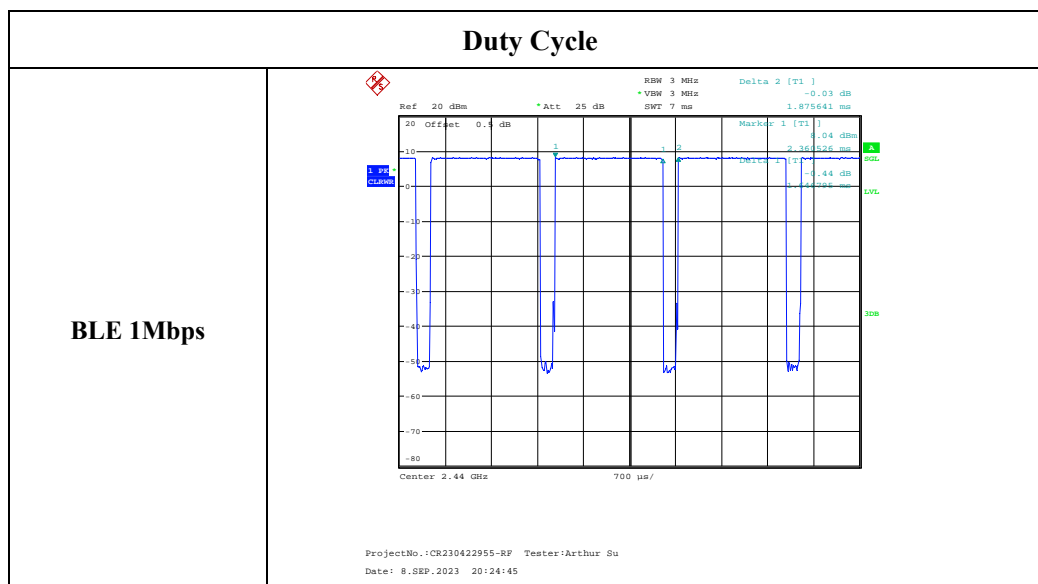 Duty Cycle
BLE 1Mbps
R S
RBW 3 MHz Delta 2 [T1 ]
* VBW 3 MHz -0.03 dB
Ref 20 dBm * Att 25 dB SWT 7 ms 1.875641 ms
20 Offset 0.5 dB Marker 1 [T1 ]
8.04 dBm
2.360526 ms
A
SGL
10
1 1 2
Delta 1 [T1
1 PK *
CLRWR
-0.44 dB
0
LVL
-10
-20
-30
3DB
-40
-50
-60
-70
-80
Center 2.44 GHz 700 µs/
ProjectNo.:CR230422955-RF Tester:Arthur Su
Date: 8.SEP.2023 20:24:45